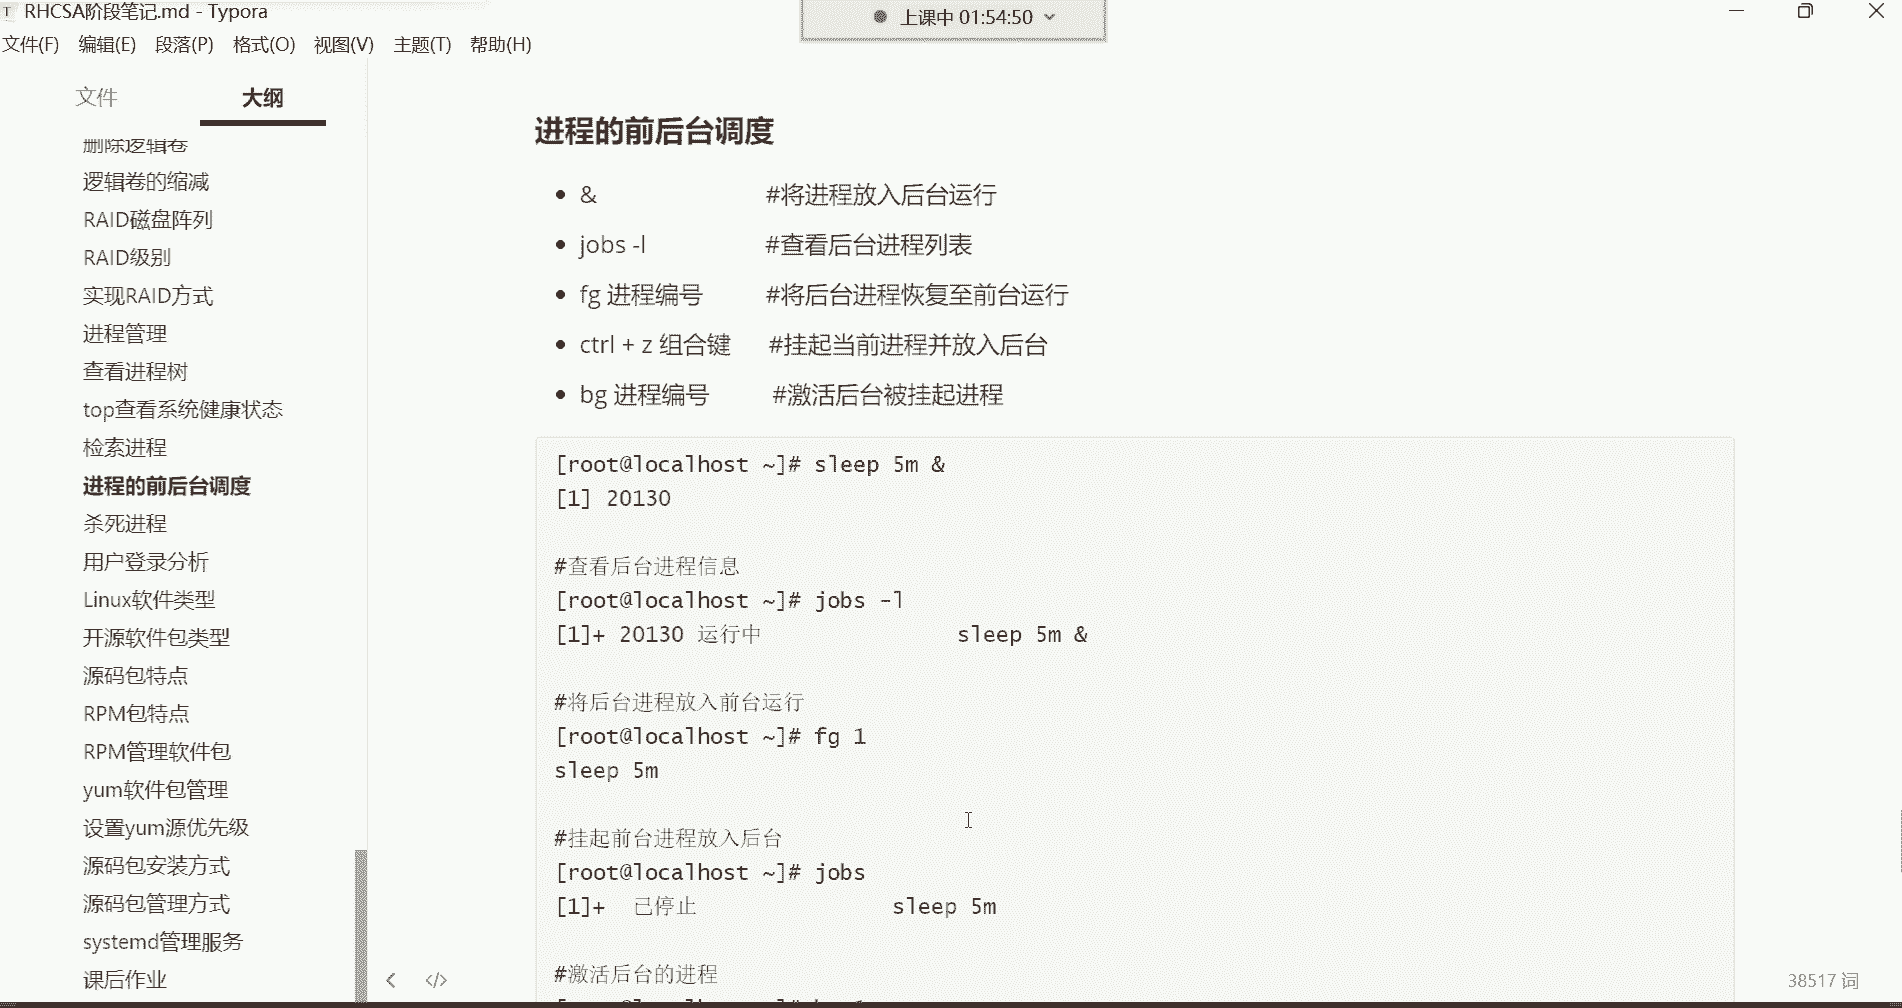 RHCSA阶段笔记.md - Typora
上课中 01:54:50
文件(F) 编辑(E) 段落(P) 格式(O) 视图(V) 主题(T) 帮助(H)
文件 大纲
删除逻辑卷
逻辑卷的缩减
RAID磁盘阵列
RAID级别
实现RAID方式
进程管理
查看进程树
top查看系统健康状态
检索进程
进程的前后台调度
杀死进程
用户登录分析
Linux软件类型
开源软件包类型
源码包特点
RPM包特点
RPM管理软件包
yum软件包管理
设置yum源优先级
源码包安装方式
源码包管理方式
systemd管理服务
课后作业
进程的前后台调度
& #将进程放入后台运行
jobs -l #查看后台进程列表
fg 进程编号 #将后台进程恢复至前台运行
ctrl + z 组合键 #挂起当前进程并放入后台
bg 进程编号 #激活后台被挂起进程
[root@localhost ~]# sleep 5m &
[1] 20130
#查看后台进程信息
[root@localhost ~]# jobs -l
[1]+ 20130 运行中 sleep 5m &
#将后台进程放入前台运行
[root@localhost ~]# fg 1
sleep 5m
#挂起前台进程放入后台
[root@localhost ~]# jobs
[1]+ 已停止 sleep 5m
#激活后台的进程
38517 词